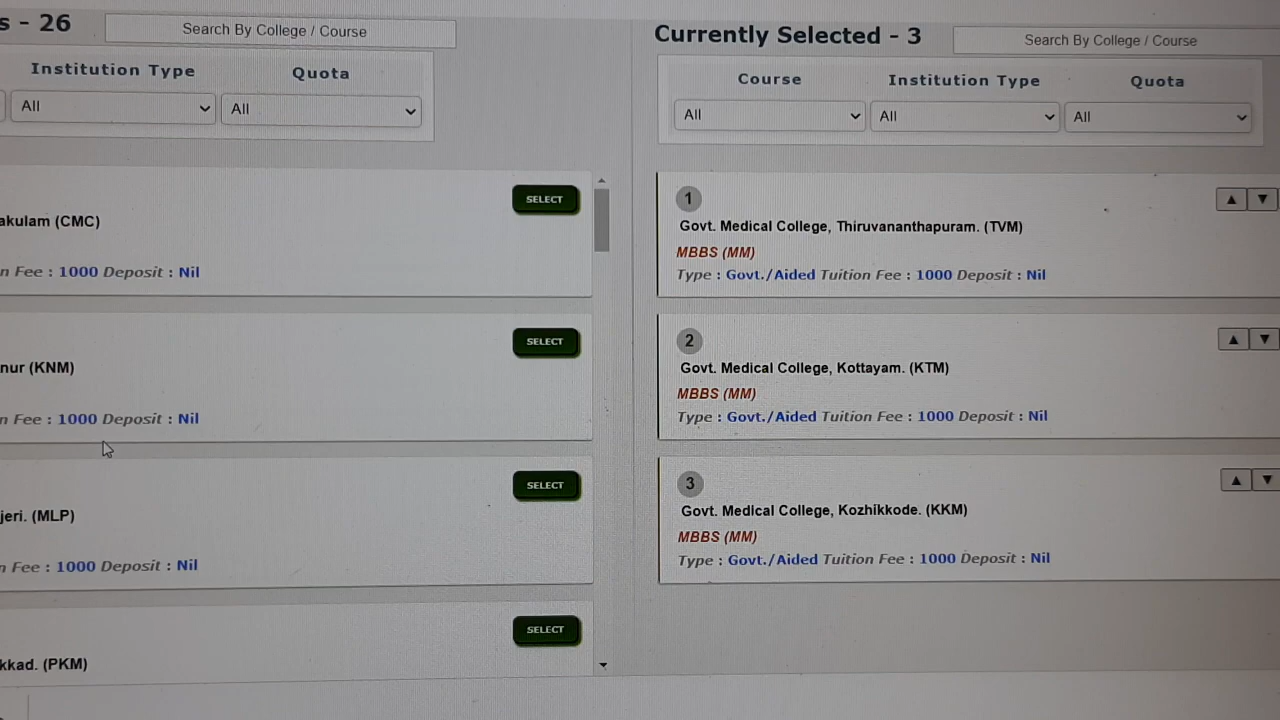 s - 26
Search By College / Course
Institution Type
Quota
All
All
akulam (CMC)
SELECT
n Fee : 1000 Deposit : Nil
nur (KNM)
SELECT
n Fee : 1000 Deposit : Nil
jeri. (MLP)
SELECT
n Fee : 1000 Deposit : Nil
kkad. (PKM)
SELECT
Currently Selected - 3
Search By College / Course
Course
Institution Type
Quota
All
All
All
1
Govt. Medical College, Thiruvananthapuram. (TVM)
MBBS (MM)
Type : Govt./Aided Tuition Fee : 1000 Deposit : Nil
2
Govt. Medical College, Kottayam. (KTM)
MBBS (MM)
Type : Govt./Aided Tuition Fee : 1000 Deposit : Nil
3
Govt. Medical College, Kozhikkode. (KKM)
MBBS (MM)
Type : Govt./Aided Tuition Fee : 1000 Deposit : Nil